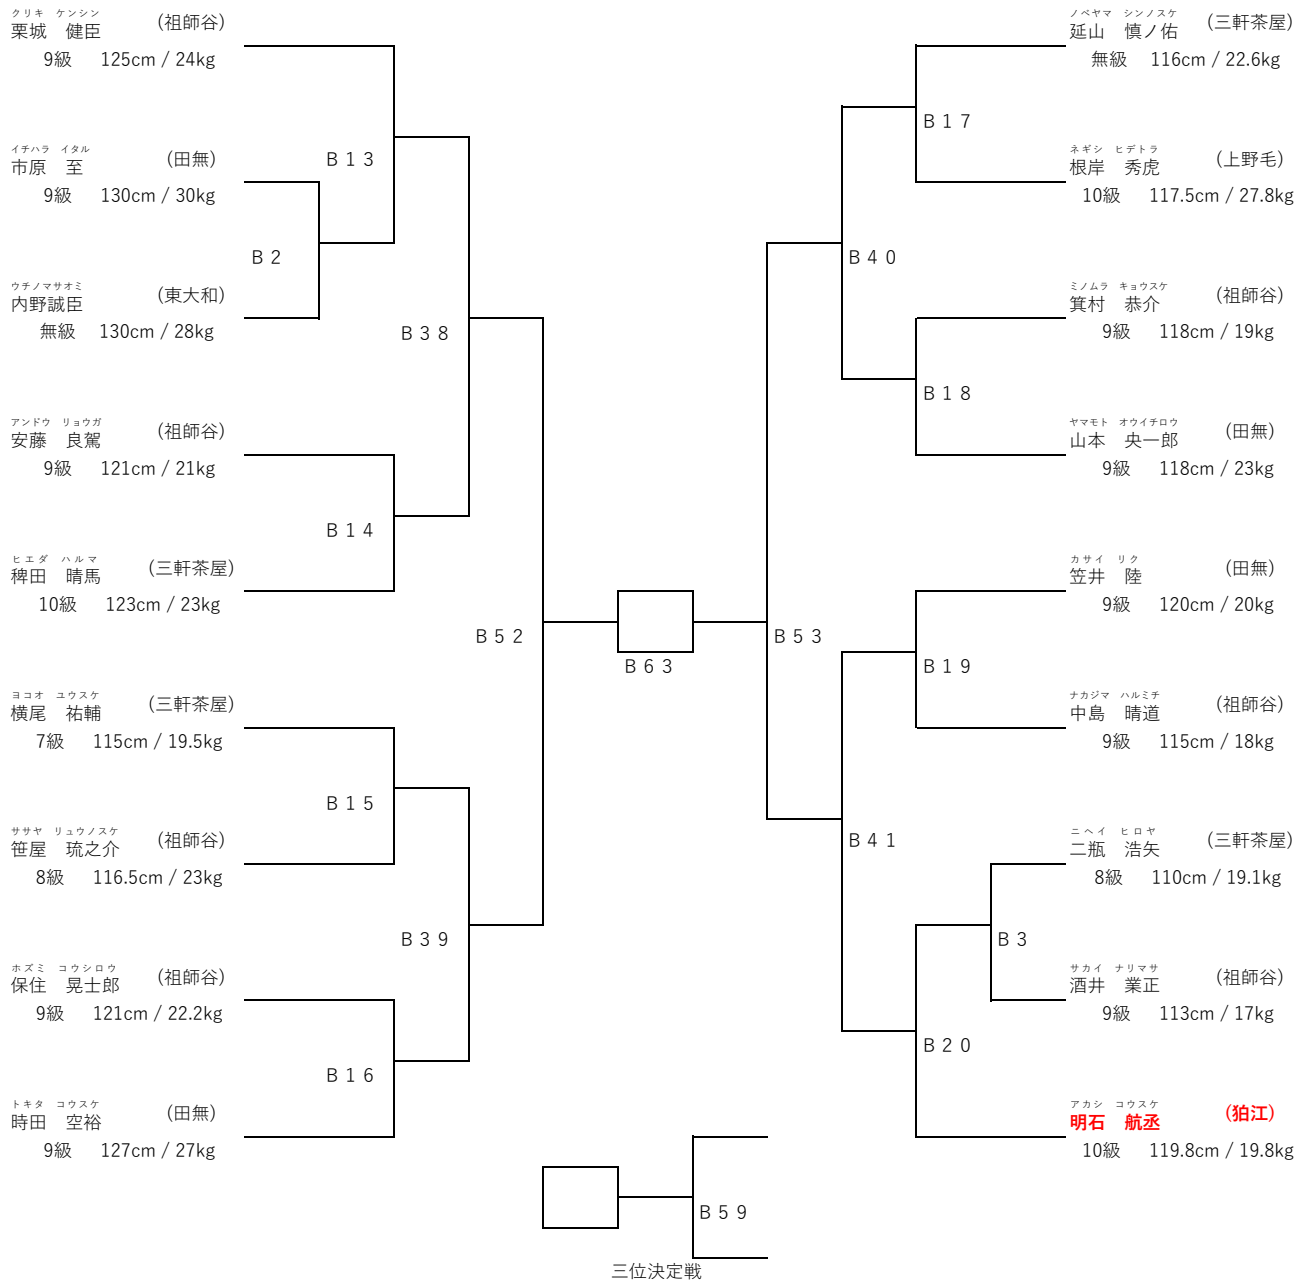 クリキ　ケンシン
栗城　健臣　(祖師谷)
9級　125cm / 24kg
イチハラ　イタル
市原　至　(田無)
9級　130cm / 30kg
ウチノマサオミ
内野誠臣　(東大和)
無級　130cm / 28kg
アンドウ　リョウガ
安藤　良駕　(祖師谷)
9級　121cm / 21kg
ヒエダ　ハルマ
稗田　晴馬　(三軒茶屋)
10級　123cm / 23kg
ヨコオ　ユウスケ
横尾　祐輔　(三軒茶屋)
7級　115cm / 19.5kg
ササヤ　リュウノスケ
笹屋　琉之介　(祖師谷)
8級　116.5cm / 23kg
ホズミ　コウシロウ
保住　晃士郎　(祖師谷)
9級　121cm / 22.2kg
トキタ　コウスケ
時田　空裕　(田無)
9級　127cm / 27kg
Ｂ２
Ｂ１３
Ｂ１４
Ｂ１５
Ｂ１６
Ｂ３８
Ｂ３９
Ｂ５２
Ｂ６３
Ｂ５３
Ｂ４０
Ｂ４１
Ｂ１７
Ｂ１８
Ｂ１９
Ｂ２０
Ｂ３
ノベヤマ　シンノスケ
延山　慎ノ佑　(三軒茶屋)
無級　116cm / 22.6kg
ネギシ　ヒデトラ
根岸　秀虎　(上野毛)
10級　117.5cm / 27.8kg
ミノムラ　キョウスケ
箕村　恭介　(祖師谷)
9級　118cm / 19kg
ヤマモト　オウイチロウ
山本　央一郎　(田無)
9級　118cm / 23kg
カサイ　リク
笠井　陸　(田無)
9級　120cm / 20kg
ナカジマ　ハルミチ
中島　晴道　(祖師谷)
9級　115cm / 18kg
ニヘイ　ヒロヤ
二瓶　浩矢　(三軒茶屋)
8級　110cm / 19.1kg
サカイ　ナリマサ
酒井　業正　(祖師谷)
9級　113cm / 17kg
アカシ　コウスケ
明石　航丞　(狛江)
10級　119.8cm / 19.8kg
Ｂ５９
三位決定戦